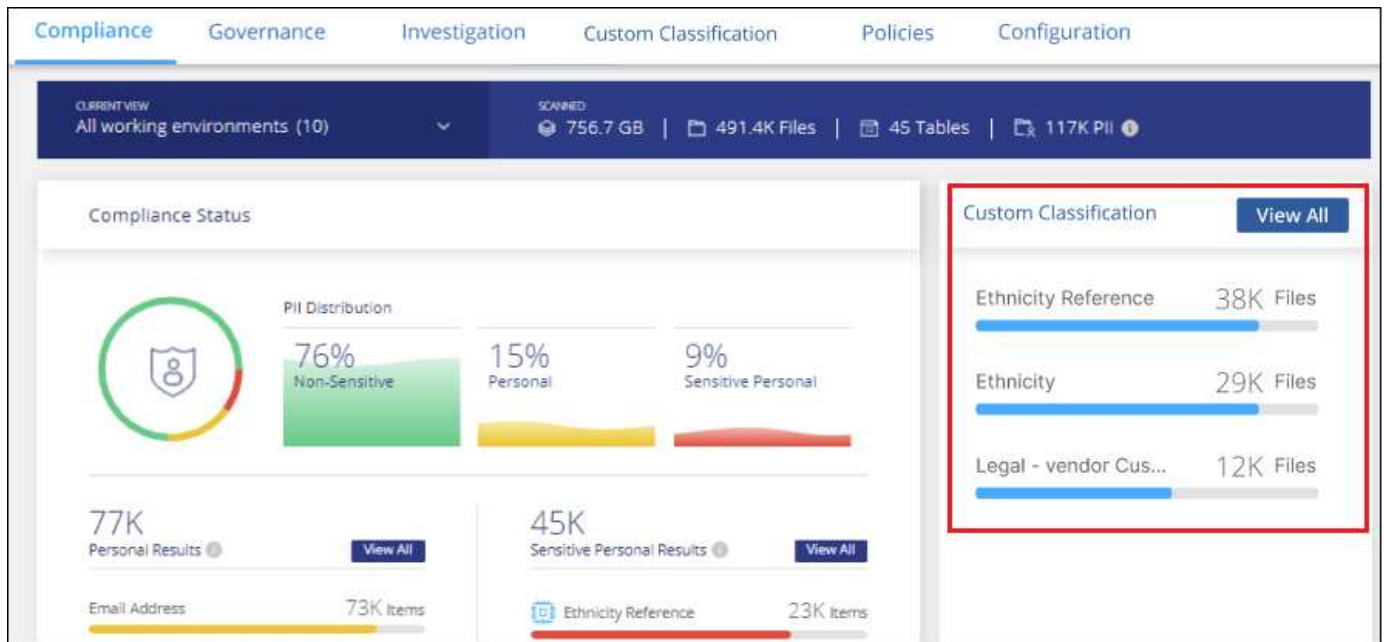 Compliance Governance Investigation Custom Classification Policies Configuration
CURRENT VIEW
All working environments (10)
SCANNED
756.7 GB | 491.4K Files | 45 Tables | 117K PII
Compliance Status
PII Distribution
76%
Non-Sensitive
15%
Personal
9%
Sensitive Personal
77K
Personal Results
View All
Email Address 73K Items
45K
Sensitive Personal Results
View All
Ethnicity Reference 23K Items
Custom Classification
View All
Ethnicity Reference 38K Files
Ethnicity 29K Files
Legal - vendor Cus... 12K Files